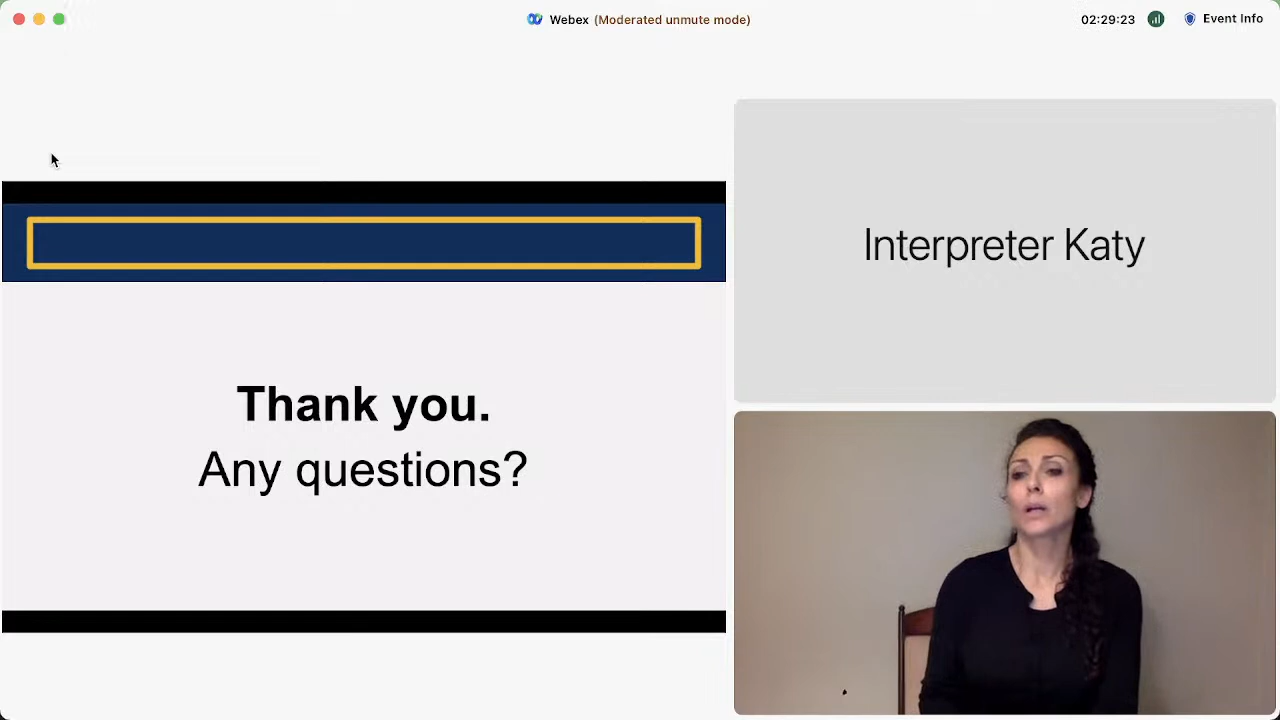 Webex (Moderated unmute mode)
02:29:23
Event Info
Thank you.
Any questions?
Interpreter Katy